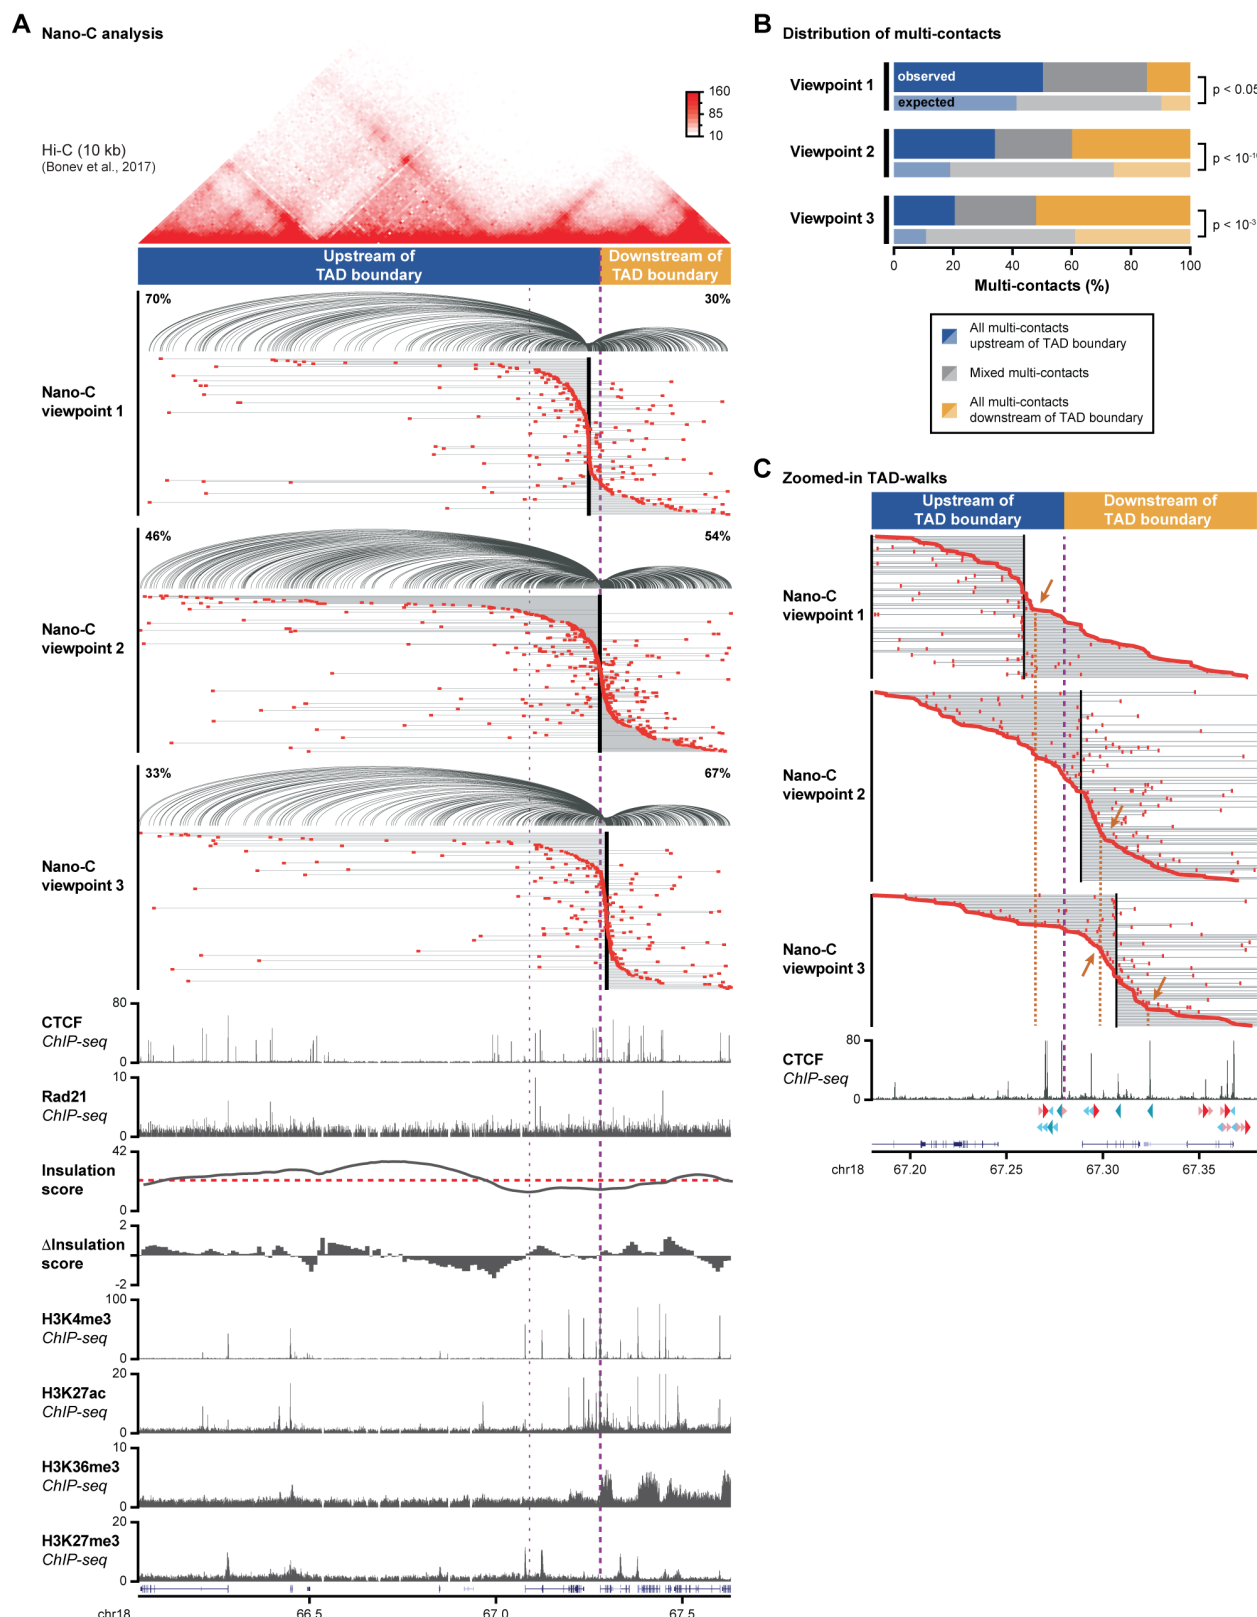 A Nano-C analysis
Hi-C (10 kb)
(Bonev et al., 2017)
160
85
10
Upstream of
TAD boundary
Downstream of
TAD boundary
70%
30%
Nano-C
viewpoint 1
46%
54%
Nano-C
viewpoint 2
33%
67%
Nano-C
viewpoint 3
80
CTCF
ChIP-seq
0
10
Rad21
ChIP-seq
0
42
Insulation
score
0
2
ΔInsulation
score
-2
100
H3K4me3
ChIP-seq
0
20
H3K27ac
ChIP-seq
0
10
H3K36me3
ChIP-seq
0
20
H3K27me3
ChIP-seq
0
chr18 66.5 67.0 67.5
B Distribution of multi-contacts
Viewpoint 1
observed
expected
p < 0.05
Viewpoint 2
p < 10
Viewpoint 3
p < 10
0 20 40 60 80 100
Multi-contacts (%)
All multi-contacts
upstream of TAD boundary
Mixed multi-contacts
All multi-contacts
downstream of TAD boundary
C Zoomed-in TAD-walks
Upstream of
TAD boundary
Downstream of
TAD boundary
Nano-C
viewpoint 1
Nano-C
viewpoint 2
Nano-C
viewpoint 3
80
CTCF
ChIP-seq
0
chr18 67.20 67.25 67.30 67.35